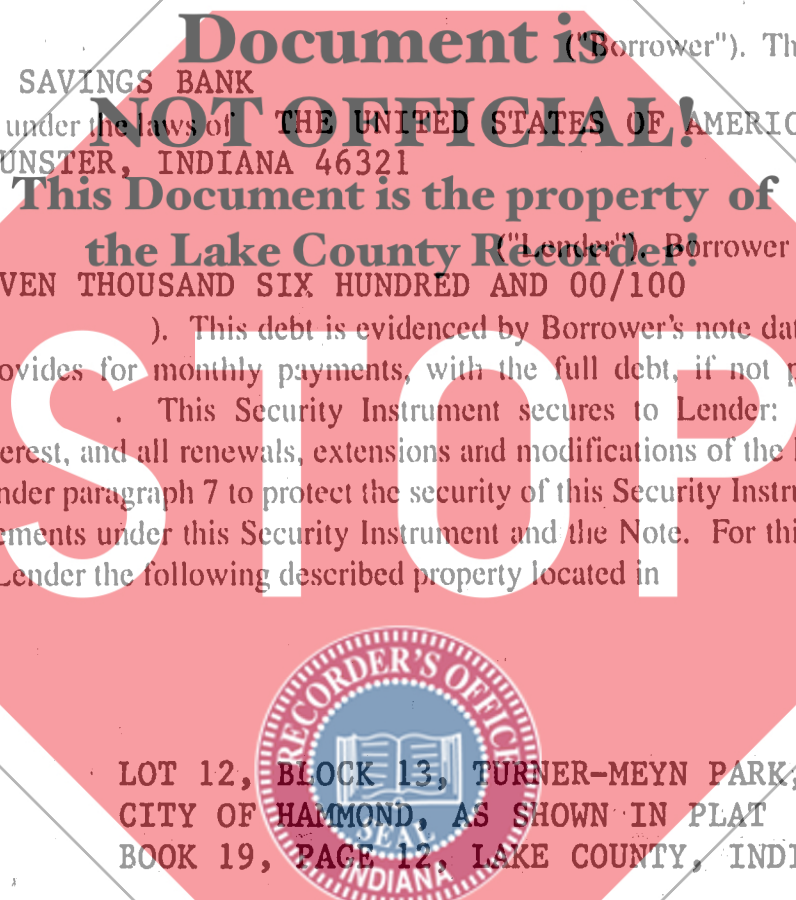 Document is
("Borrower"). Th
SAVINGS BANK
NOT OFFICIAL!
under the laws of THE UNITED STATES OF AMERIC
UNSTER, INDIANA 46321
This Document is the property of
the Lake County Recorder!
("Lender"). Borrower
VEN THOUSAND SIX HUNDRED AND 00/100
). This debt is evidenced by Borrower's note dat
ovides for monthly payments, with the full debt, if not p
. This Security Instrument secures to Lender:
erest, and all renewals, extensions and modifications of the
nder paragraph 7 to protect the security of this Security Instru
ements under this Security Instrument and the Note. For thi
Lender the following described property located in
STOP
RECORDER'S OFFICE
SEAL
INDIANA
LOT 12, BLOCK 13, TURNER-MEYN PARK,
CITY OF HAMMOND, AS SHOWN IN PLAT
BOOK 19, PAGE 12, LAKE COUNTY, INDI